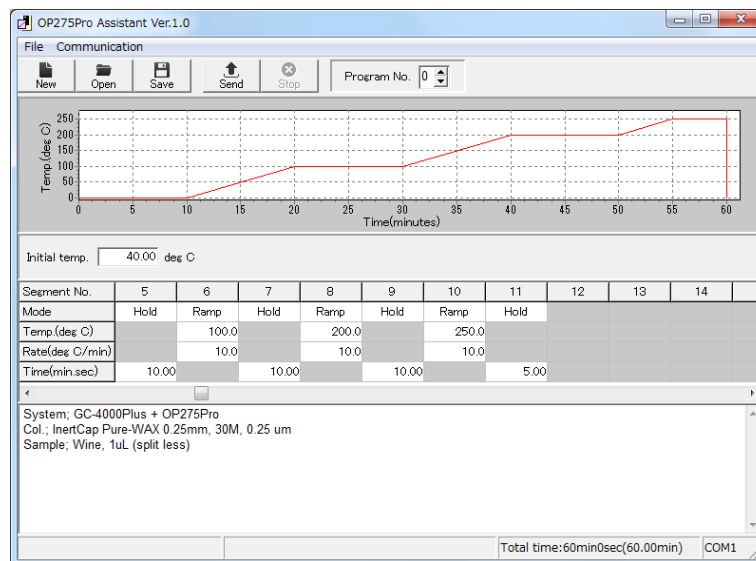 OP275Pro Assistant Ver.1.0
File Communication
New Open Save Send Stop Program No. 0
Temp.(deg C)
250
200
150
100
50
0
0 5 10 15 20 25 30 35 40 45 50 55 60
Time(minutes)
Initial temp. 40.00 deg C
Segment No. 5 6 7 8 9 10 11 12 13 14
Mode Hold Ramp Hold Ramp Hold Ramp Hold
Temp.(deg C) 100.0 200.0 250.0
Rate(deg C/min) 10.0 10.0 10.0
Time(min.sec) 10.00 10.00 10.00 5.00
System; GC-4000Plus + OP275Pro
Col.; InertCap Pure-WAX 0.25mm, 30M, 0.25 um
Sample; Wine, 1uL (split less)
Total time:60min0sec(60.00min) COM1